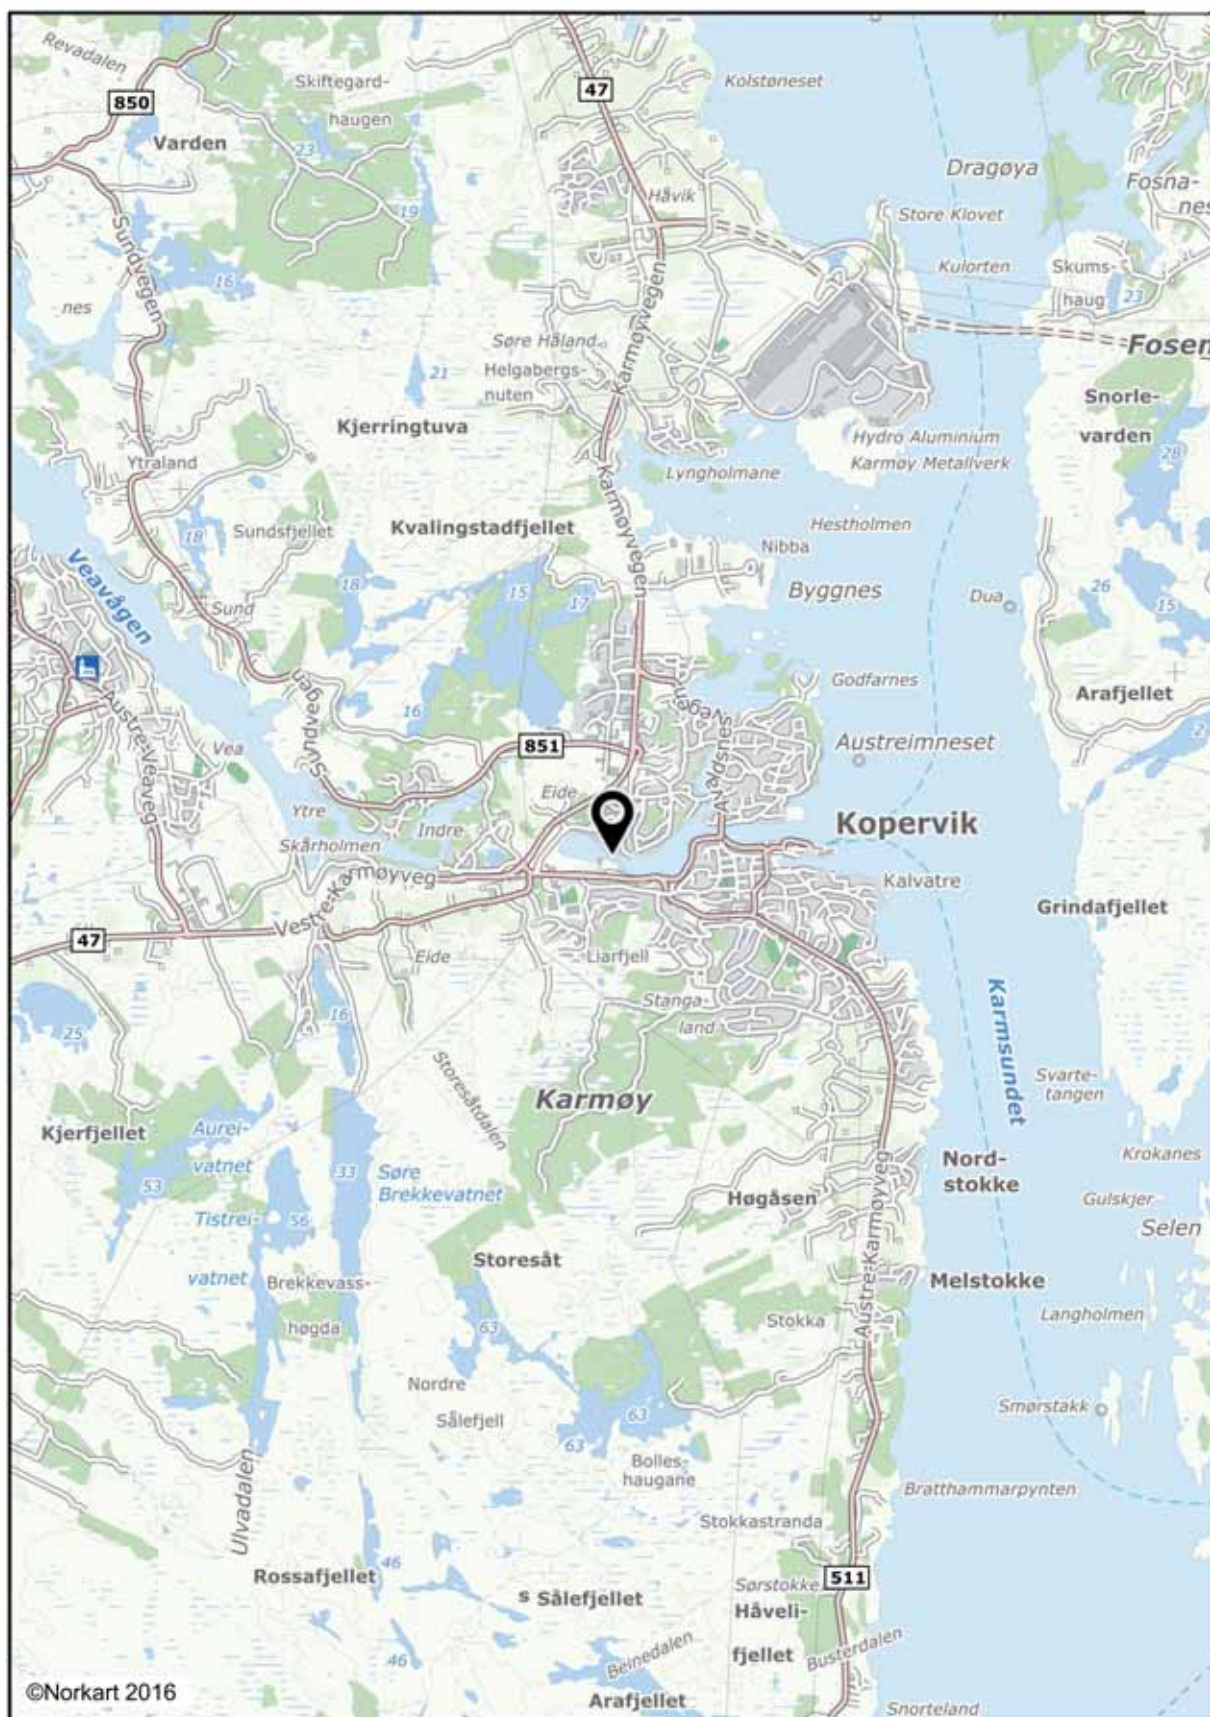 Revadalen
Skiftegard-
haugen
47
Kolstøneset
850
Varden
23
Dragøya
Håvik
Fosna-
nes
19
Store Klovet
Sundvegen
16
Kulorten
Skums-
haug
23
nes
Karmøyvegen
Søre Håland
Fosen
Helgabergs-
nuten
21
Snorle-
varden
Kjerringtuva
Hydro Aluminium
Karmøy Metallverk
28
Ytraland
Lyngholmane
Karmøyvegen
Sundsfjellet
Kvalingstadfjellet
Hestholmen
18
Nibba
Veavågen
18
15
17
Byggnes
Dua
26
15
Sund
Godfarnes
Arafjellet
Austre Veaveg
Sundvegen
16
Vea
851
Austreimneset
Ytre
Eide
Indre
Kopervik
Skårholmen
Vestre Karmøyveg
Kalvatre
Grindafjellet
47
Eide
Liarfjell
Karmsundet
25
16
Stanga-
land
Storesåtdalen
Svarte-
tangen
Karmøy
Kjerfjellet
Aurei-
vatnet
Krokanes
53
33
Søre
Brekkevatnet
Nord-
stokke
Høgåsen
Gulskjer
Tistrei-
vatnet
56
Selen
Storesåt
Austre Karmøyveg
Brekkevass-
høgda
Melstokke
63
Stokka
Langholmen
Nordre
Sålefjell
63
63
Smørstakk
Bolles-
haugane
Ulvadalen
Bratthammarpynten
Stokkastranda
46
Rossafjellet
s Sålefjellet
Sørstokke
511
Håveli-
fjellet
Beinedalen
Busterdalen
46
©Norkart 2016
Arafjellet
Snorteland